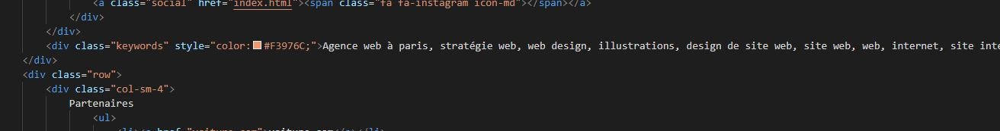 <a class="social" href="index.html"><span class="fa fa-instagram icon-md"></span></a>
</div>
</div>
<div class="keywords" style="color:#F3976C;">Agence web à paris, stratégie web, web design, illustrations, design de site web, site web, web, internet, site inte
</div>
<div class="row">
<div class="col-sm-4">
Partenaires
<ul>